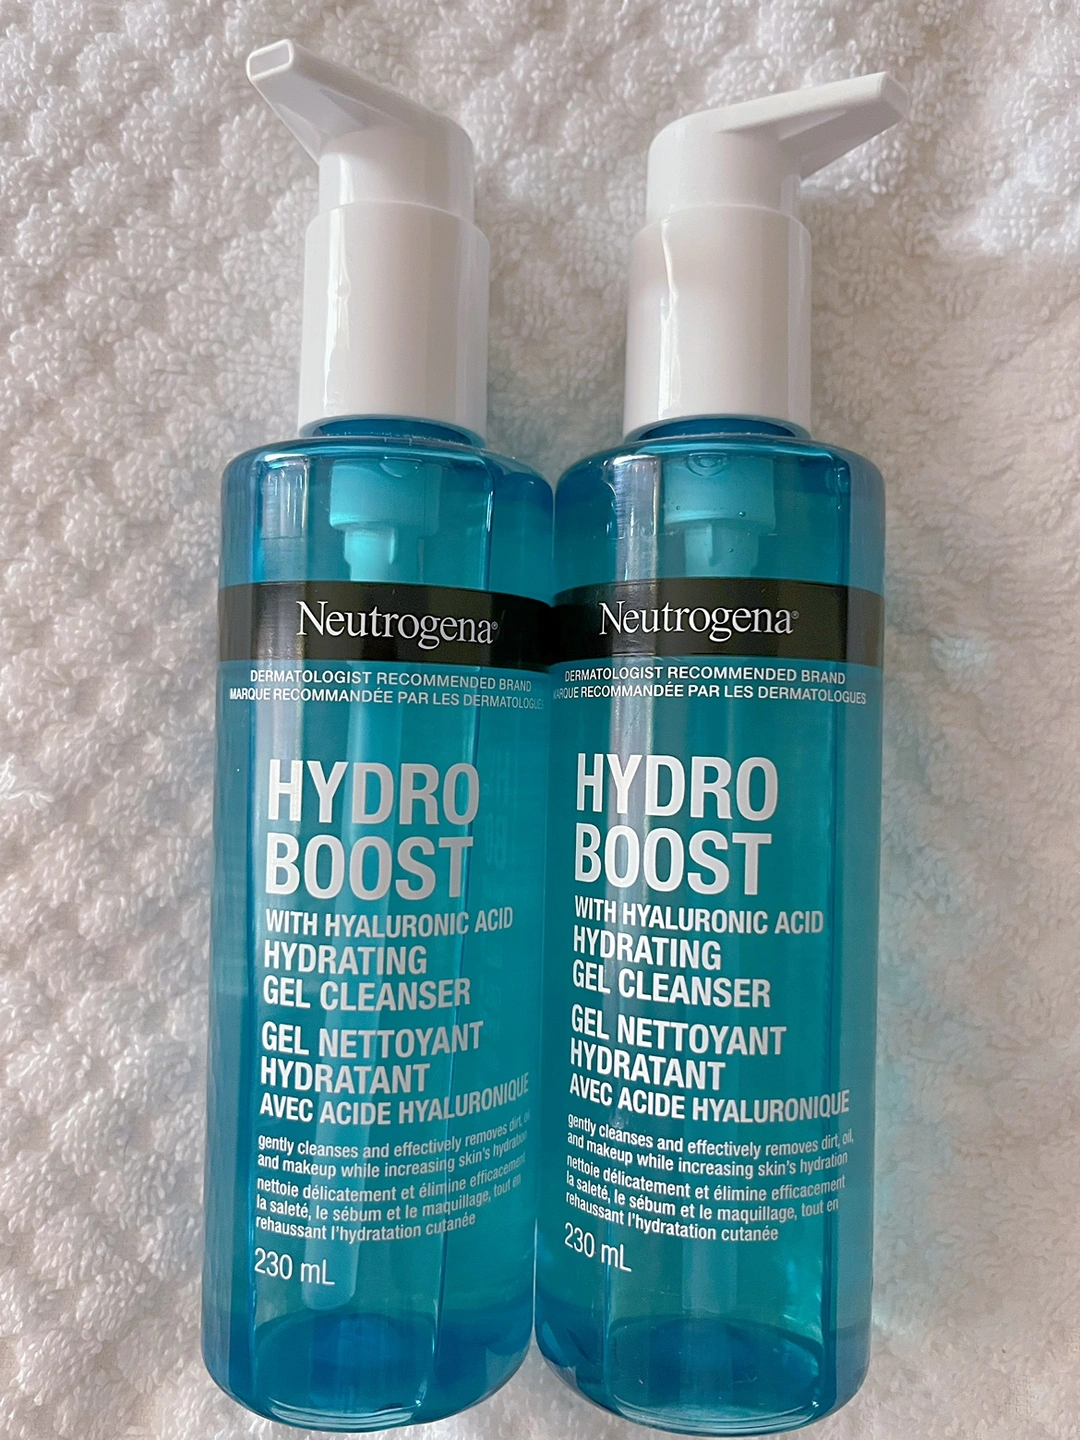 Neutrogena®
DERMATOLOGIST RECOMMENDED BRAND
MARQUE RECOMMANDÉE PAR LES
HYDRO
BOOST
WITH HYALURONIC ACID
HYDRATING
GEL CLEANSER
GEL NETTOYANT
HYDRATANT
AVEC ACIDE HYALURONIQUE
gently cleanses and effectively removes dirt,
and makeup while increasing skin's hydration
nettoie délicatement et élimine efficacement
la saleté, le sébum et le maquillage, tout en
rehaussant l'hydratation cutanée
230 mL
Neutrogena®
DERMATOLOGIST RECOMMENDED BRAND
MARQUE RECOMMANDÉE PAR LES DERMATOLOGUES
HYDRO
BOOST
WITH HYALURONIC ACID
HYDRATING
GEL CLEANSER
GEL NETTOYANT
HYDRATANT
AVEC ACIDE HYALURONIQUE
gently cleanses and effectively removes dirt, oil,
and makeup while increasing skin's hydration
nettoie délicatement et élimine efficacement
la saleté, le sébum et le maquillage, tout en
rehaussant l'hydratation cutanée
230 mL